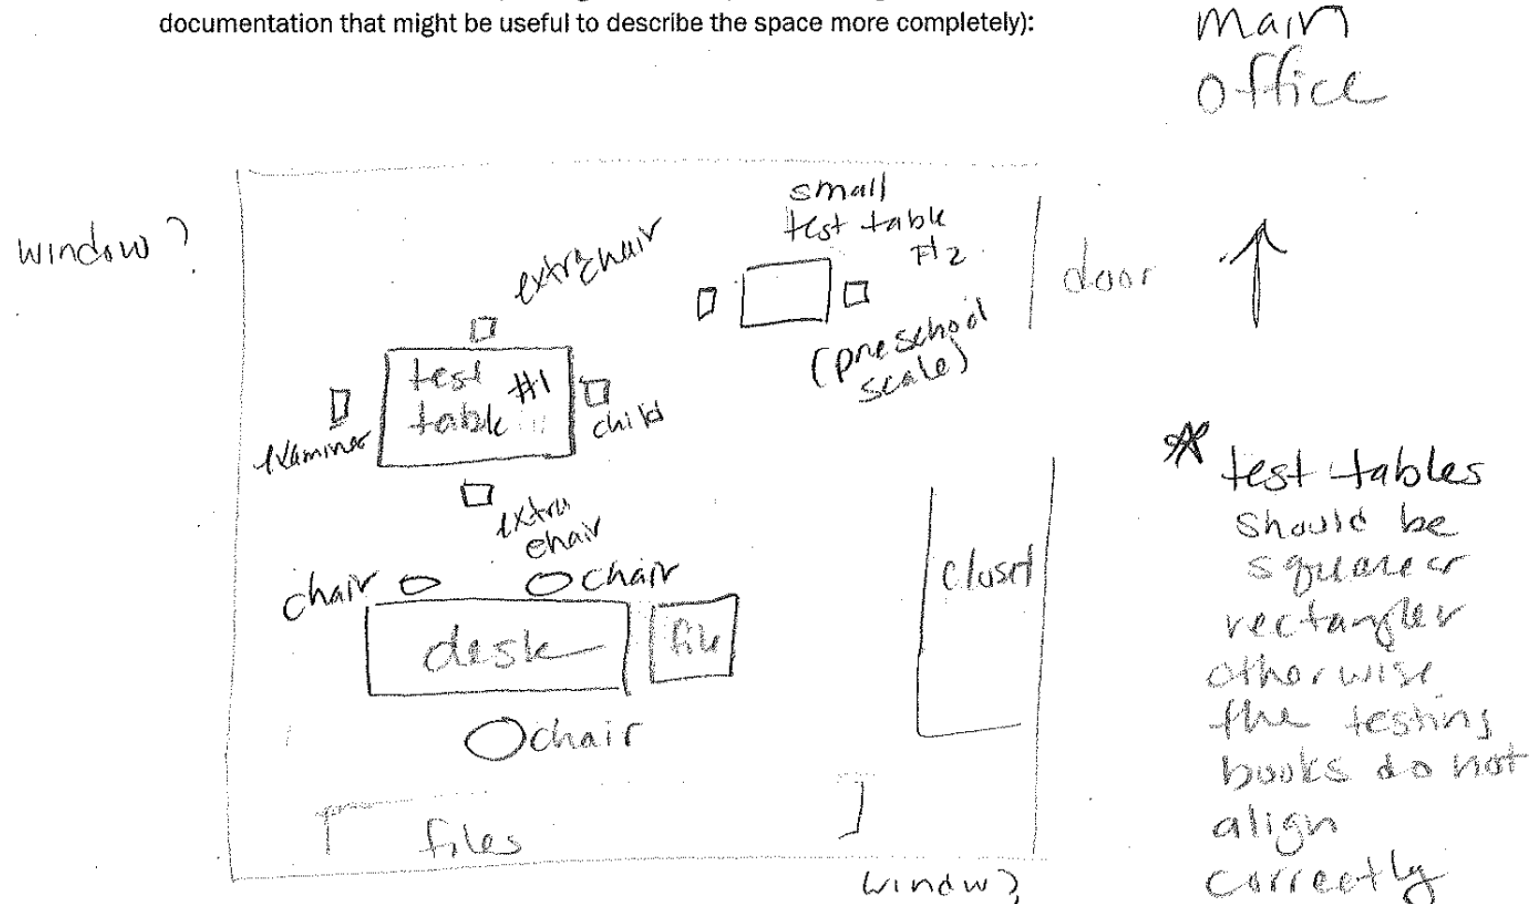 documentation that might be useful to describe the space more completely):
main
office
window?
small
test table
#2
extra chair
door
(preschool
scale)
test #1
table
child
examiner
extra
chair
chair
chair
closet
desk
file
chair
files
window?
* test tables
should be
square or
rectangler
otherwise
the testing
books do not
align
correctly